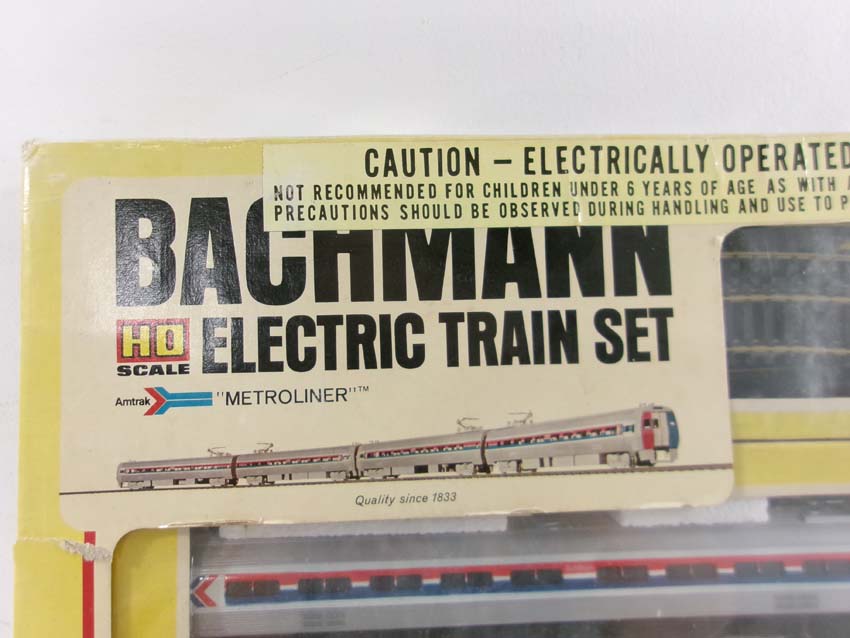 CAUTION – ELECTRICALLY OPERATED
NOT RECOMMENDED FOR CHILDREN UNDER 6 YEARS OF AGE AS WITH
PRECAUTIONS SHOULD BE OBSERVED DURING HANDLING AND USE TO
BACHMANN
HO SCALE ELECTRIC TRAIN SET
Amtrak "METROLINER"™
Quality since 1833